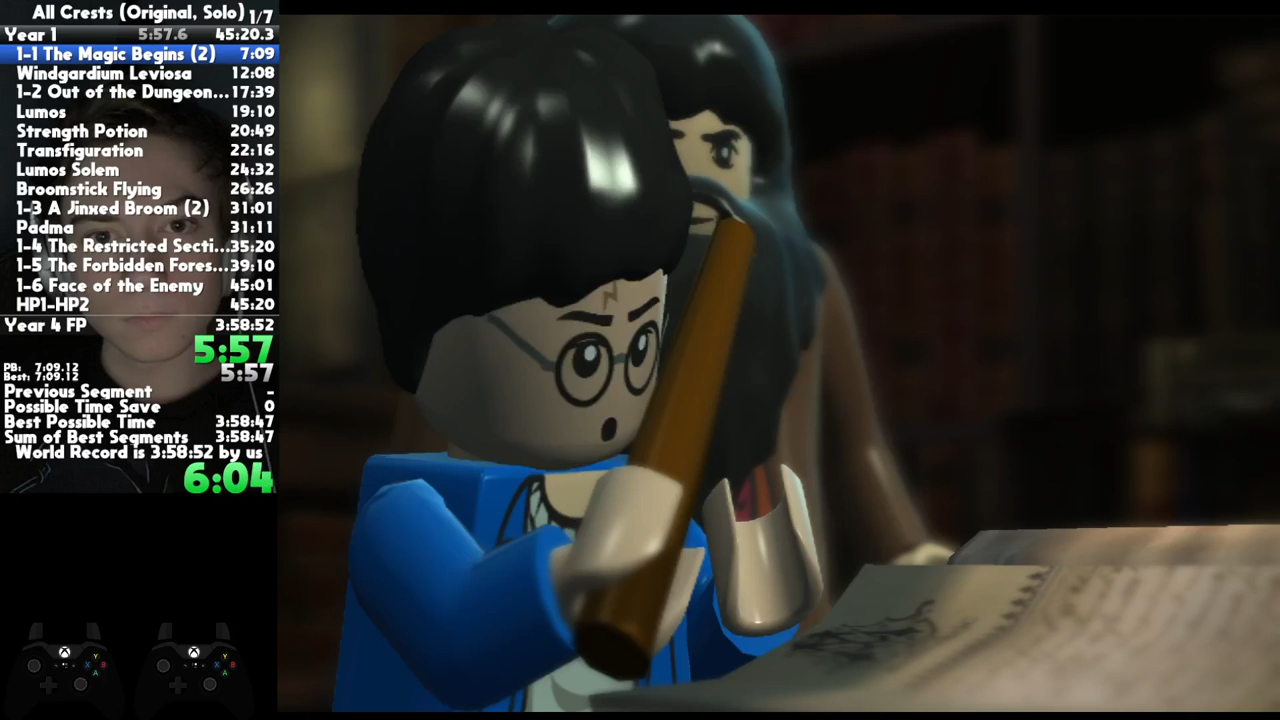 All Crests (Original, Solo) 1/7
Year 1 5:57.6 45:20.3
1-1 The Magic Begins (2) 7:09
Windgardium Leviosa 12:08
1-2 Out of the Dungeon... 17:39
Lumos 19:10
Strength Potion 20:49
Transfiguration 22:16
Lumos Solem 24:32
Broomstick Flying 26:26
1-3 A Jinxed Broom (2) 31:01
Padma 31:11
1-4 The Restricted Secti... 35:20
1-5 The Forbidden Fores... 39:10
1-6 Face of the Enemy 45:01
HP1-HP2 45:20
Year 4 FP 3:58:52
5:57
PB: 7:09.12 5:57
Best: 7:09.12
Previous Segment -
Possible Time Save 0
Best Possible Time 3:58:47
Sum of Best Segments 3:58:47
World Record is 3:58:52 by us
6:04
Y
X B
A
Y
X B
A